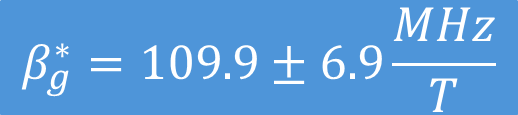 β*g = 109.9 ± 6.9 MHz/T